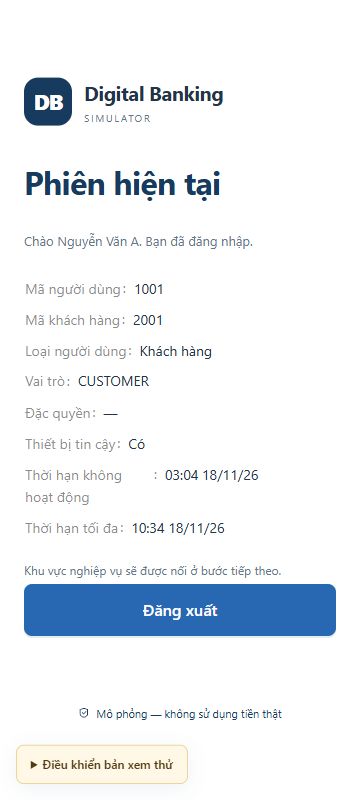 DB
Digital Banking
SIMULATOR
Phiên hiện tại
Chào Nguyễn Văn A. Bạn đã đăng nhập.
Mã người dùng: 1001
Mã khách hàng: 2001
Loại người dùng: Khách hàng
Vai trò: CUSTOMER
Đặc quyền: —
Thiết bị tin cậy: Có
Thời hạn không : 03:04 18/11/26
hoạt động
Thời hạn tối đa: 10:34 18/11/26
Khu vực nghiệp vụ sẽ được nối ở bước tiếp theo.
Đăng xuất
Mô phỏng — không sử dụng tiền thật
▶ Điều khiển bản xem thử